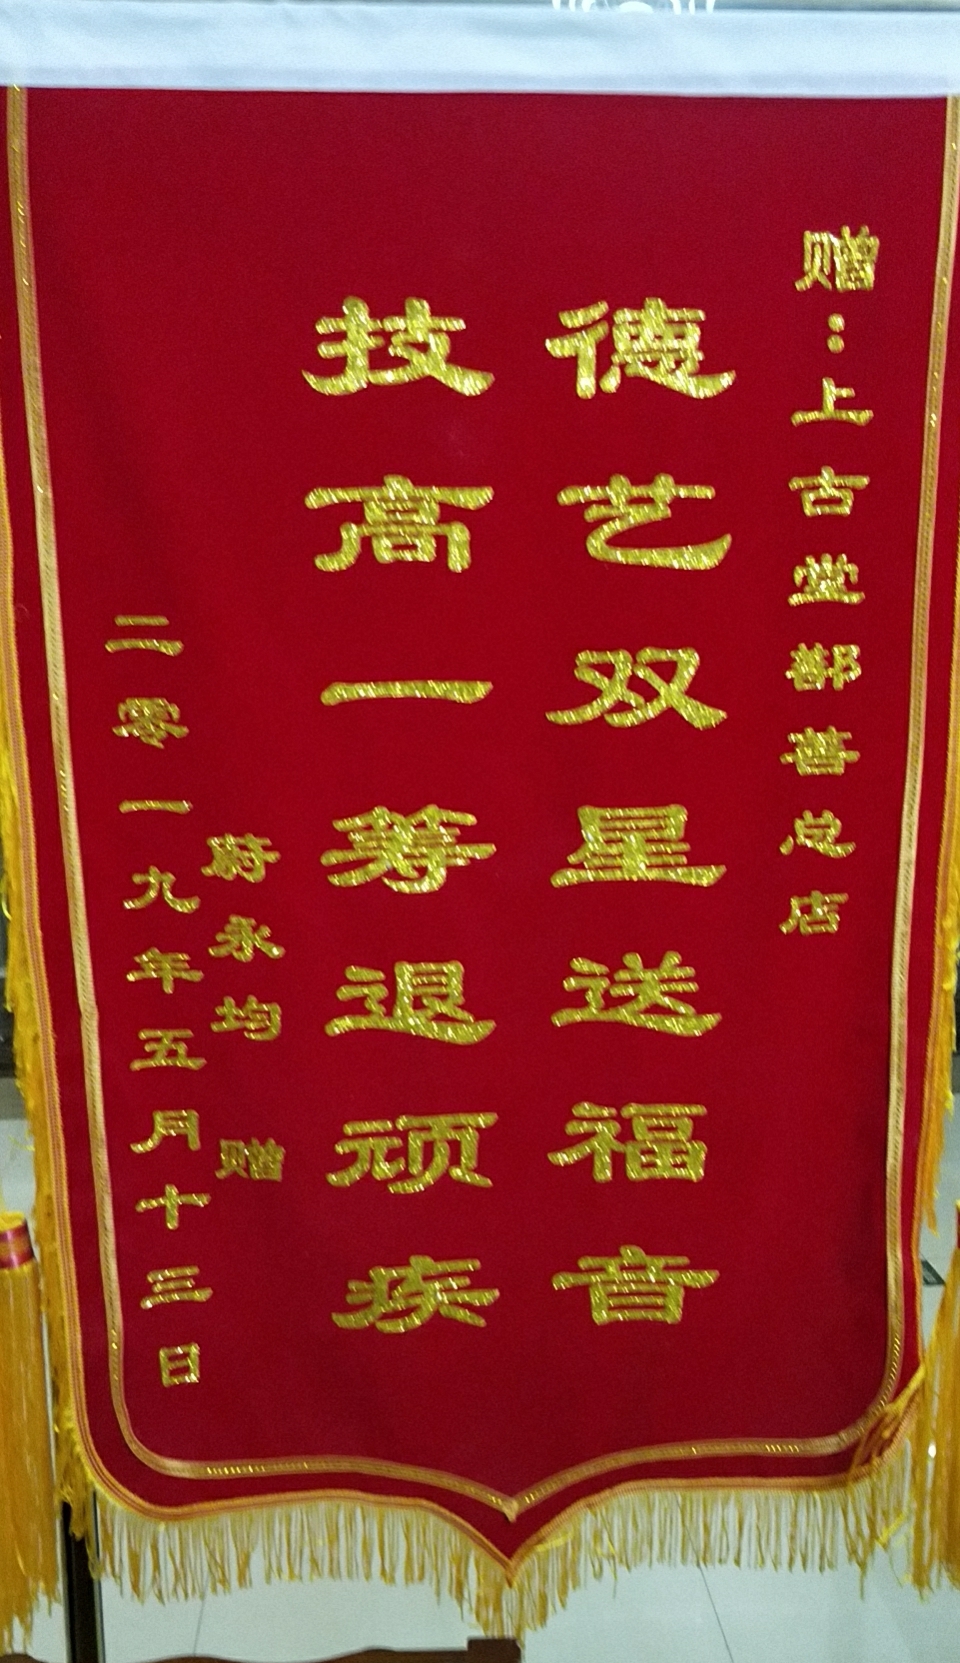 赠：上古堂鄯善总店
德艺双星送福音
技高一筹退顽疾
蔚永均 赠
二零一九年五月十三日